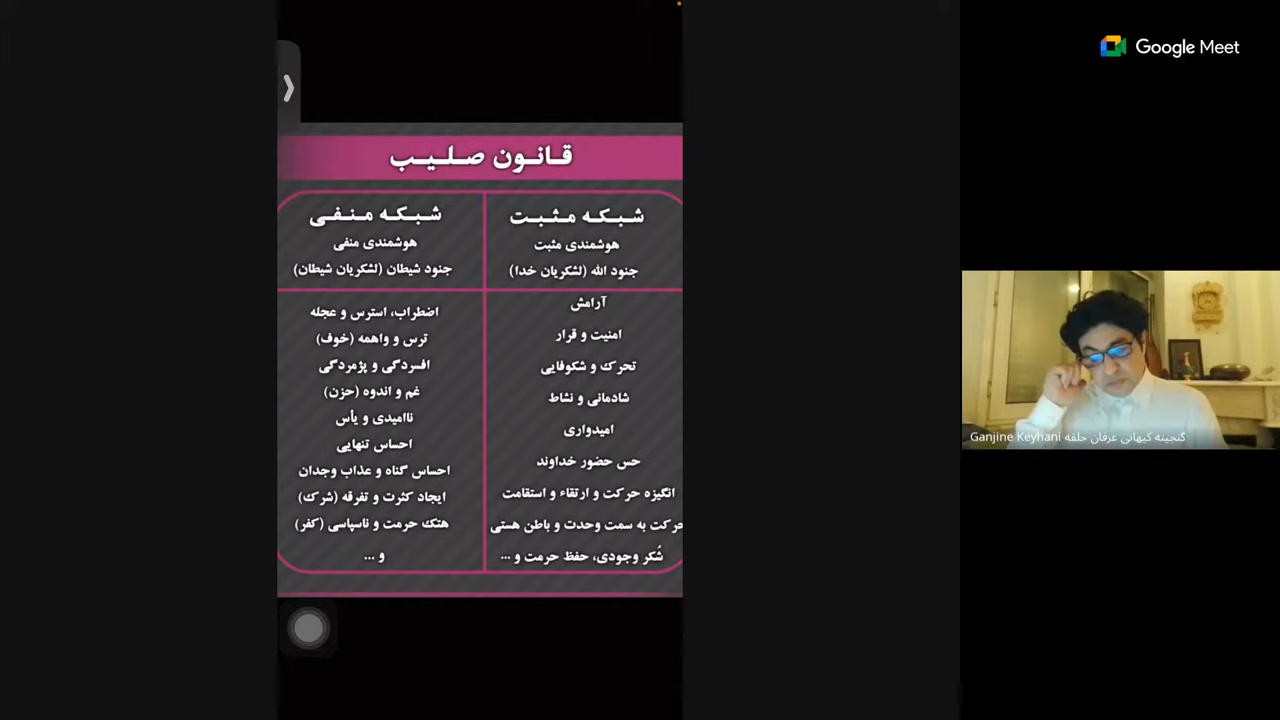 Google Meet
قانون صلیب
شبکه مثبت
هوشمندی مثبت
جنود الله (لشکریان خدا)
آرامش
امنیت و قرار
تحرک و شکوفایی
شادمانی و نشاط
امیدواری
حس حضور خداوند
انگیزه حرکت و ارتقاء و استقامت
حرکت به سمت وحدت و باطن هستی
شُکر وجودی، حفظ حرمت و ...
شبکه منفی
هوشمندی منفی
جنود شیطان (لشکریان شیطان)
اضطراب، استرس و عجله
ترس و واهمه (خوف)
افسردگی و پژمردگی
غم و اندوه (حزن)
ناامیدی و یأس
احساس تنهایی
احساس گناه و عذاب وجدان
ایجاد کثرت و تفرقه (شرک)
هتک حرمت و ناسپاسی (کفر)
و ...
Ganjine Keyhani گنجینه کیهانی عرفان حلقه